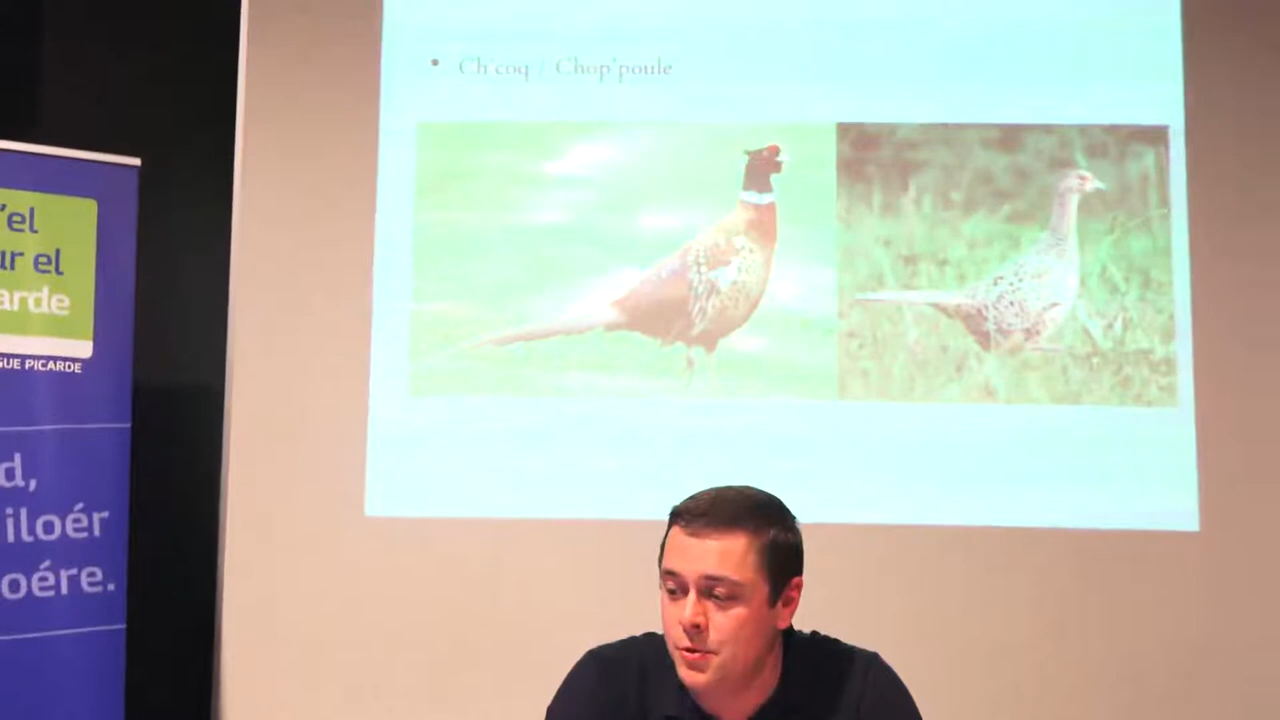 • Ch'coq / Chop'poule
'el
ur el
arde
GUE PICARDE
d,
iloér
oére.